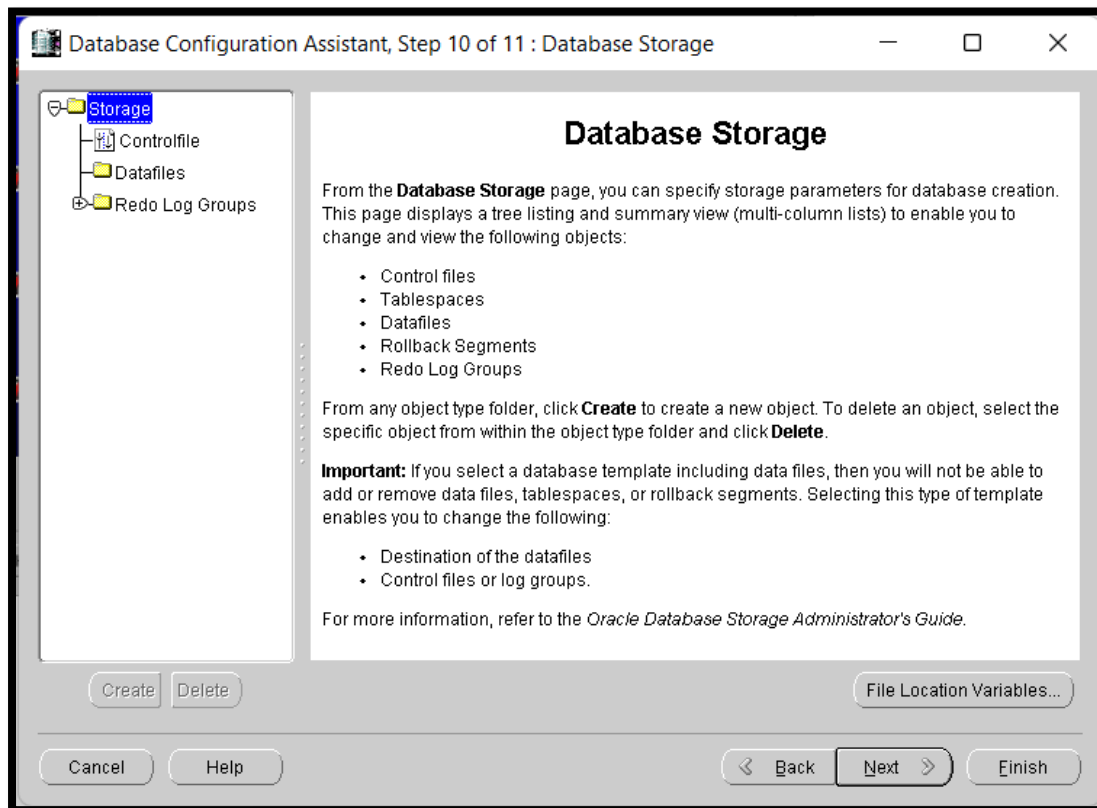 Database Configuration Assistant, Step 10 of 11 : Database Storage
Storage
Controlfile
Datafiles
Redo Log Groups
Database Storage
From the Database Storage page, you can specify storage parameters for database creation.
This page displays a tree listing and summary view (multi-column lists) to enable you to
change and view the following objects:
• Control files
• Tablespaces
• Datafiles
• Rollback Segments
• Redo Log Groups
From any object type folder, click Create to create a new object. To delete an object, select the
specific object from within the object type folder and click Delete.
Important: If you select a database template including data files, then you will not be able to
add or remove data files, tablespaces, or rollback segments. Selecting this type of template
enables you to change the following:
• Destination of the datafiles
• Control files or log groups.
For more information, refer to the Oracle Database Storage Administrator's Guide.
Create Delete
File Location Variables...
Cancel Help Back Next Finish